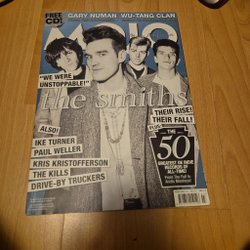 FREE
CD!
GARY NUMAN WU-TANG CLAN
MOJO
"WE WERE
UNSTOPPABLE!"
the smiths
THEIR RISE!
THEIR FALL!
ALSO!
IKE TURNER
PAUL WELLER
KRIS KRISTOFFERSON
THE KILLS
DRIVE-BY TRUCKERS
THE
50
GREATEST UK INDIE
RECORDS OF
ALL-TIME!